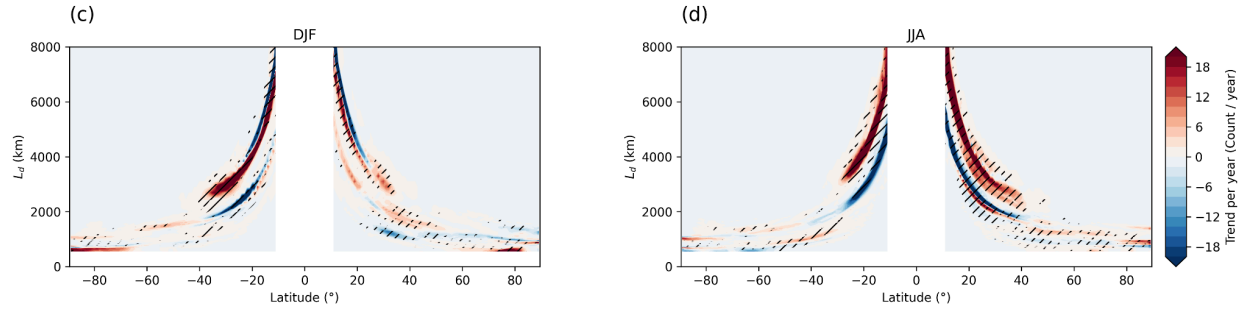 (c)
DJF
8000
6000
4000
2000
0
L_d (km)
−80 −60 −40 −20 0 20 40 60 80
Latitude (°)
(d)
JJA
8000
6000
4000
2000
0
L_d (km)
−80 −60 −40 −20 0 20 40 60 80
Latitude (°)
18
12
6
0
−6
−12
−18
Trend per year (Count / year)